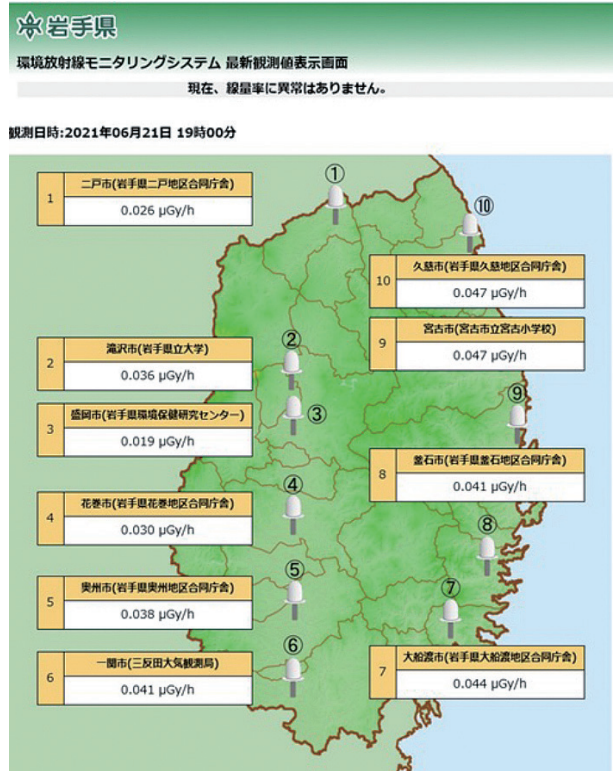 岩手県
環境放射線モニタリングシステム 最新観測値表示画面
現在、線量率に異常はありません。
観測日時:2021年06月21日 19時00分
①
1
二戸市(岩手県二戸地区合同庁舎)
0.026 μGy/h
⑩
10
久慈市(岩手県久慈地区合同庁舎)
0.047 μGy/h
9
宮古市(宮古市立宮古小学校)
0.047 μGy/h
②
2
滝沢市(岩手県立大学)
0.036 μGy/h
⑨
③
3
盛岡市(岩手県環境保健研究センター)
0.019 μGy/h
8
釜石市(岩手県釜石地区合同庁舎)
0.041 μGy/h
④
4
花巻市(岩手県花巻地区合同庁舎)
0.030 μGy/h
⑧
⑤
5
奥州市(岩手県奥州地区合同庁舎)
0.038 μGy/h
⑦
⑥
6
一関市(三反田大気観測局)
0.041 μGy/h
7
大船渡市(岩手県大船渡地区合同庁舎)
0.044 μGy/h